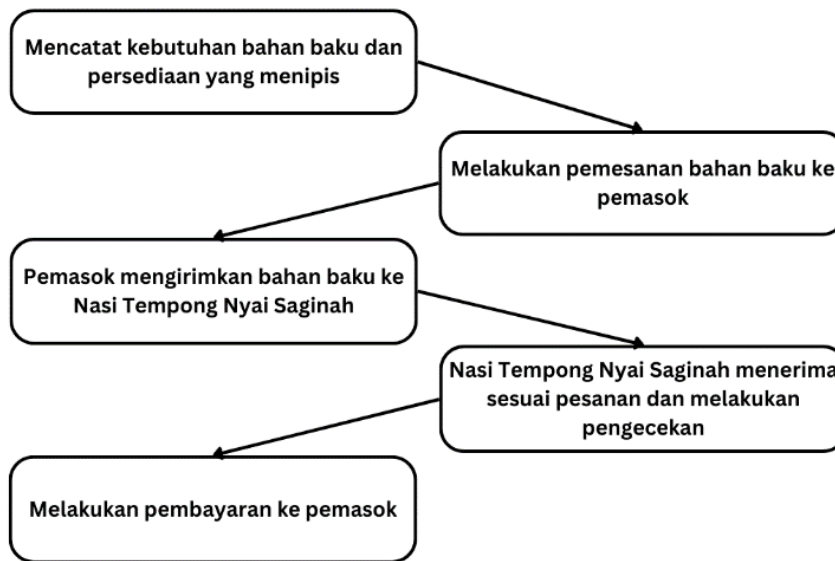 Mencatat kebutuhan bahan baku dan
persediaan yang menipis
Melakukan pemesanan bahan baku ke
pemasok
Pemasok mengirimkan bahan baku ke
Nasi Tempong Nyai Saginah
Nasi Tempong Nyai Saginah menerima
sesuai pesanan dan melakukan
pengecekan
Melakukan pembayaran ke pemasok